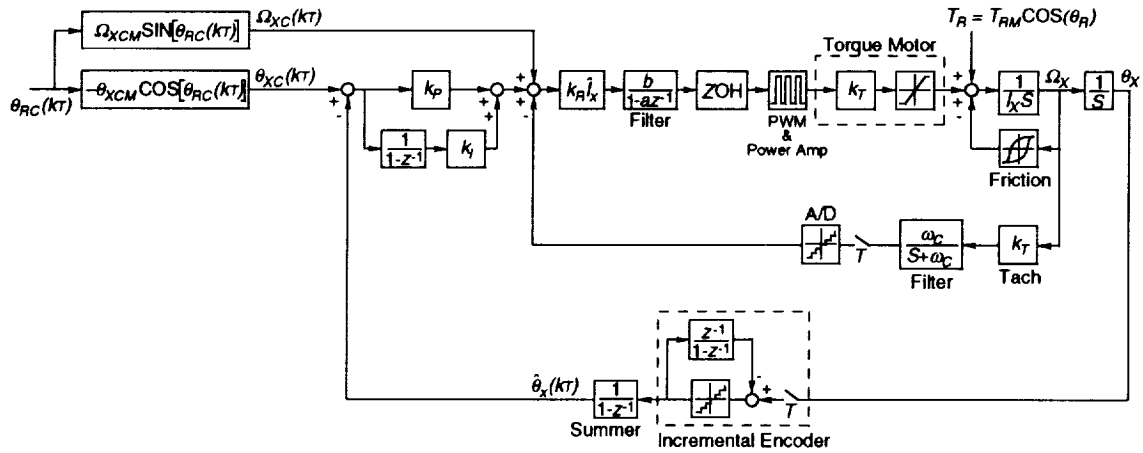 Ω_XCM SIN[θ_RC(kT)]
Ω_XC(kT)
T_R = T_RM COS(θ_R)
Torque Motor
-θ_XCM COS[θ_RC(kT)]
θ_XC(kT)
θ_RC(kT)
+
-
k_P
+
+
+
+
-
k_R Î_x
b
1-az⁻¹
Filter
ZOH
PWM
&
Power Amp
k_T
+
+
-
1
I_X S
Ω_X
1
S
θ_X
1
1-z⁻¹
k_I
Friction
A/D
T
ω_C
S+ω_C
Filter
k_T
Tach
z⁻¹
1-z⁻¹
-
+
T
θ̂_x(kT)
1
1-z⁻¹
Summer
Incremental Encoder